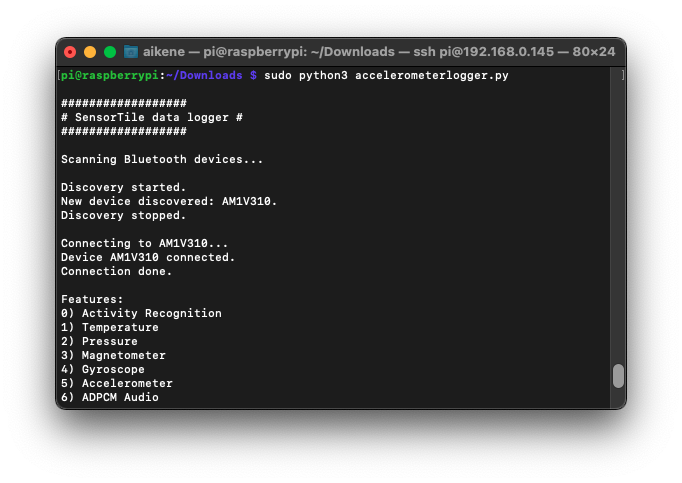 aikene — pi@raspberrypi: ~/Downloads — ssh pi@192.168.0.145 — 80×24
[pi@raspberrypi:~/Downloads $ sudo python3 accelerometerlogger.py ]
##################
# SensorTile data logger #
##################
Scanning Bluetooth devices...
Discovery started.
New device discovered: AM1V310.
Discovery stopped.
Connecting to AM1V310...
Device AM1V310 connected.
Connection done.
Features:
0) Activity Recognition
1) Temperature
2) Pressure
3) Magnetometer
4) Gyroscope
5) Accelerometer
6) ADPCM Audio